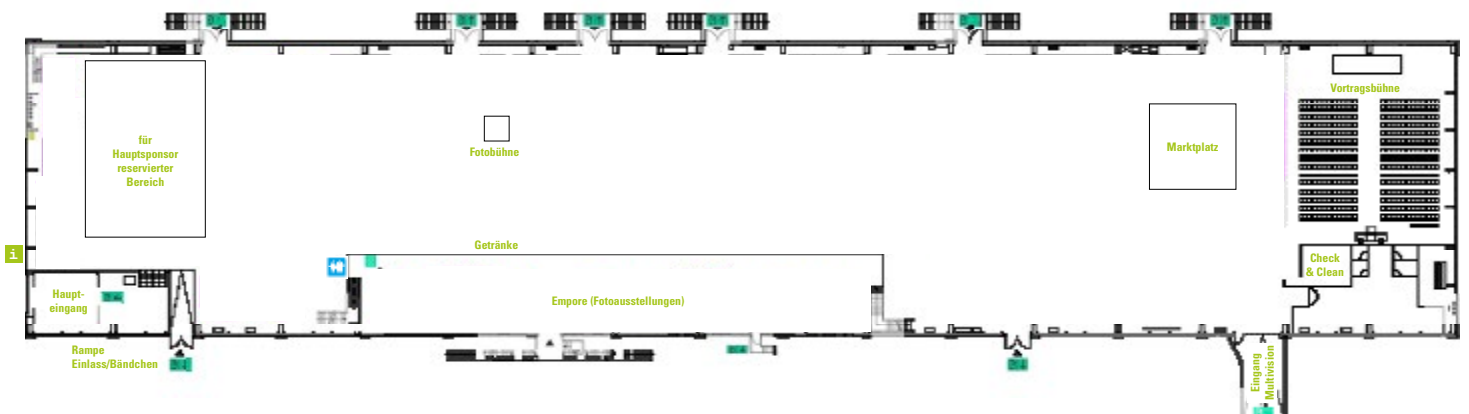 Vortragsbühne
für
Hauptsponsor
reservierter
Bereich
Fotobühne
Marktplatz
Getränke
i
Check
& Clean
Haupt-
eingang
Empore (Fotoausstellungen)
Rampe
Einlass/Bändchen
Eingang
Multivision